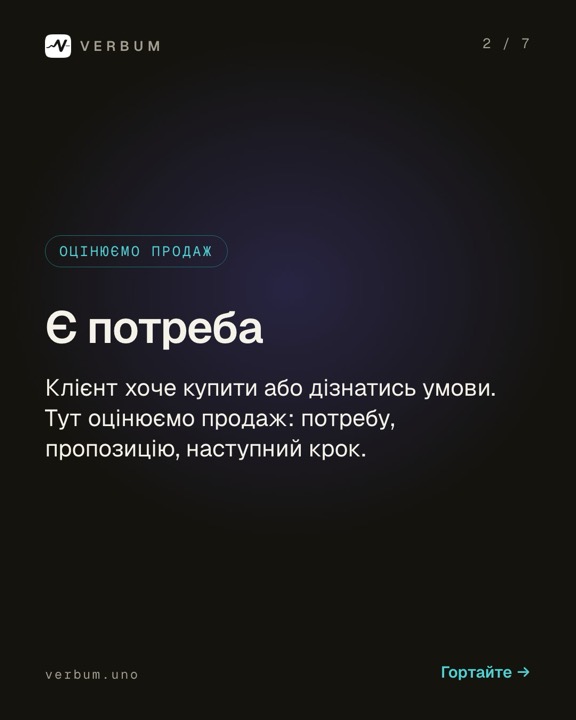 VERBUM
2 / 7
ОЦІНЮЄМО ПРОДАЖ
Є потреба
Клієнт хоче купити або дізнатись умови.
Тут оцінюємо продаж: потребу,
пропозицію, наступний крок.
verbum.uno
Гортайте →